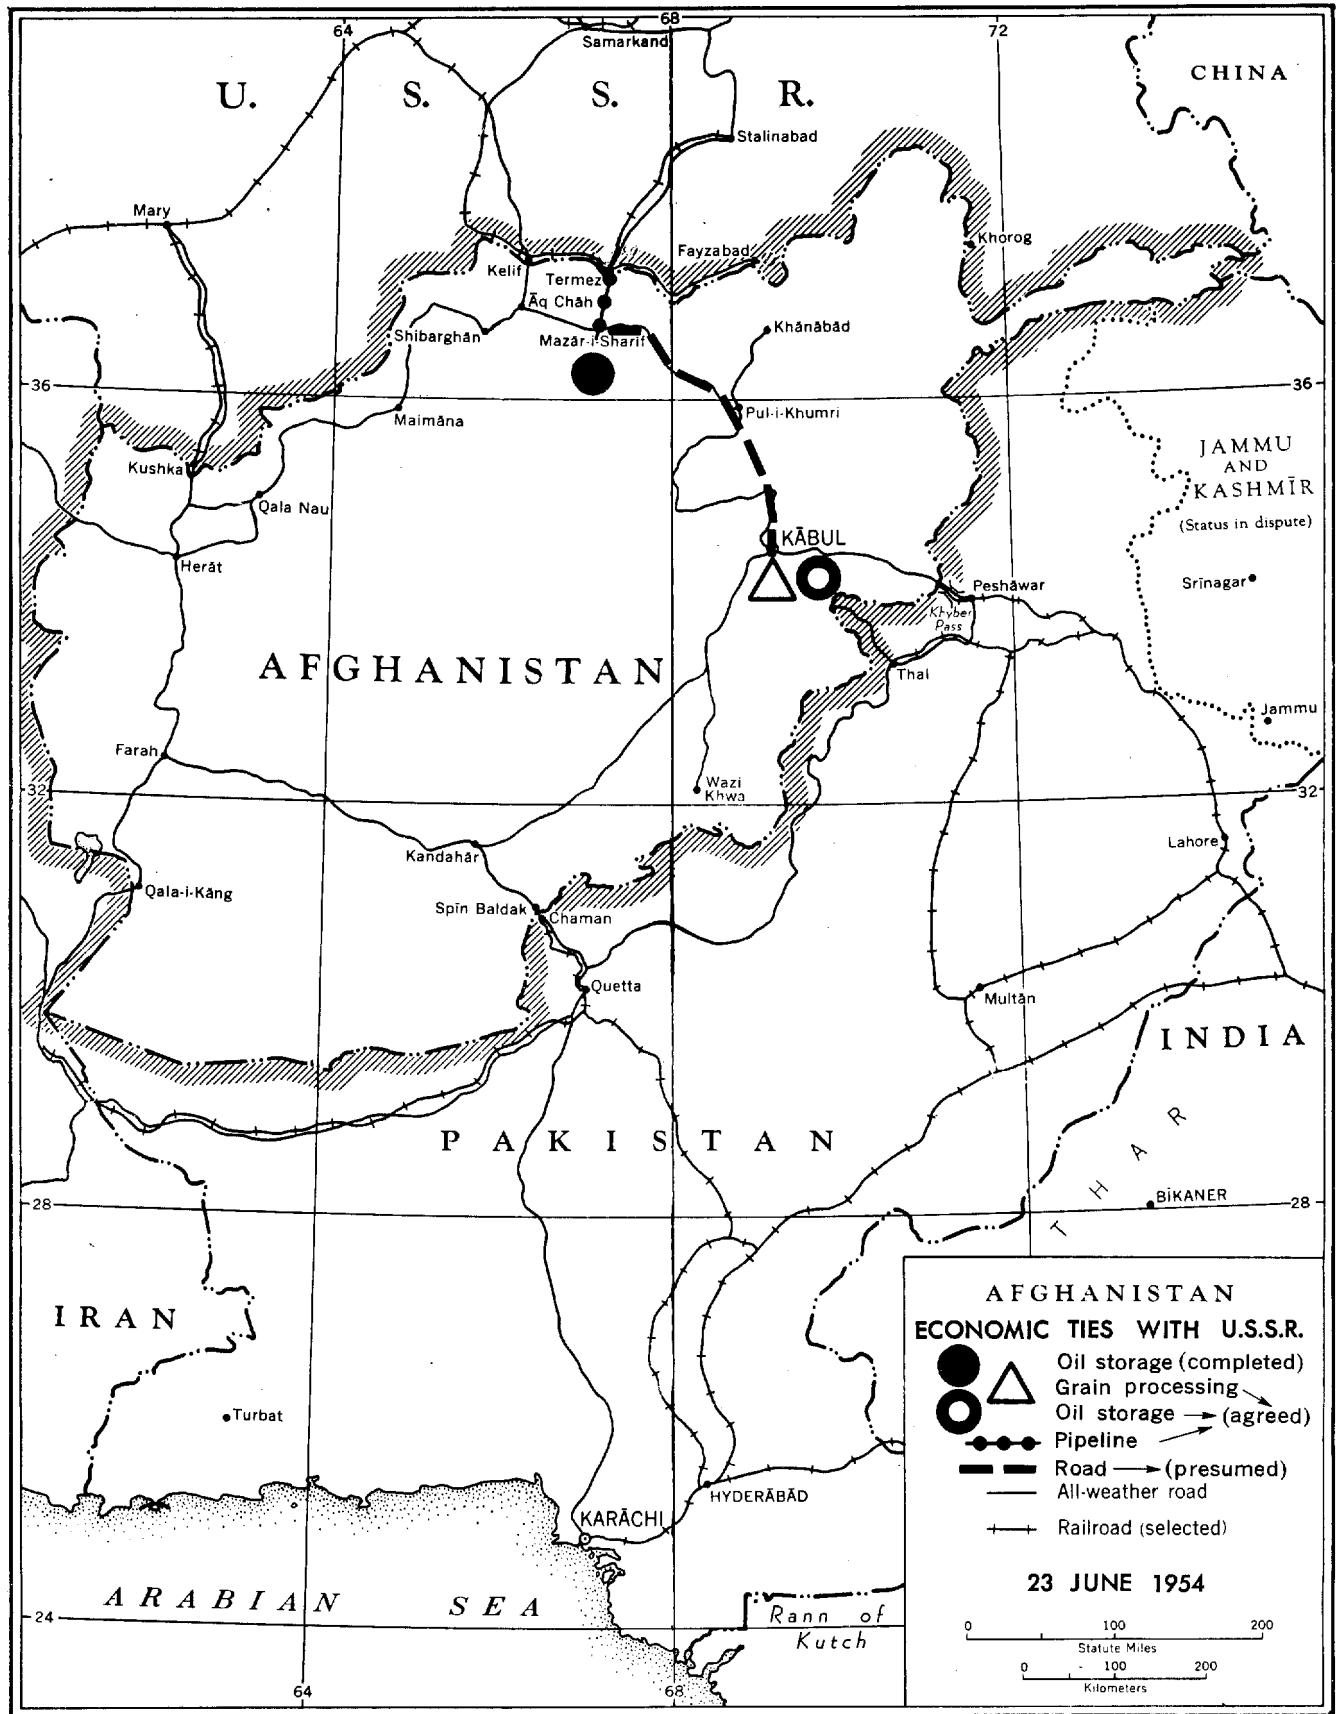 64
68
72
Samarkand
CHINA
U. S. S. R.
Stalinabad
Mary
Khorog
Fayzabad
Kelif
Termez
Āq Chāh
Shibarghān
Mazār-i-Sharif
Khānābād
36
36
Maimāna
Pul-i-Khumri
JAMMU
AND
KASHMĪR
(Status in dispute)
Kushka
Qala Nau
KĀBUL
Herāt
Peshāwar
Srīnagar
Khyber
Pass
AFGHANISTAN
Thal
Jammu
Farah
Wazi
Khwa
32
32
Lahore
Kandahār
Qala-i-Kāng
Spīn Baldak
Chaman
Quetta
Multān
INDIA
PAKISTAN
THAR
BĪKANER
28
28
IRAN
Turbat
HYDERĀBĀD
KARĀCHI
ARABIAN SEA
24
Rann of
Kutch
64
68
AFGHANISTAN
ECONOMIC TIES WITH U.S.S.R.
Oil storage (completed)
Grain processing
Oil storage (agreed)
Pipeline
Road (presumed)
All-weather road
Railroad (selected)
23 JUNE 1954
0 100 200
Statute Miles
0 100 200
Kilometers